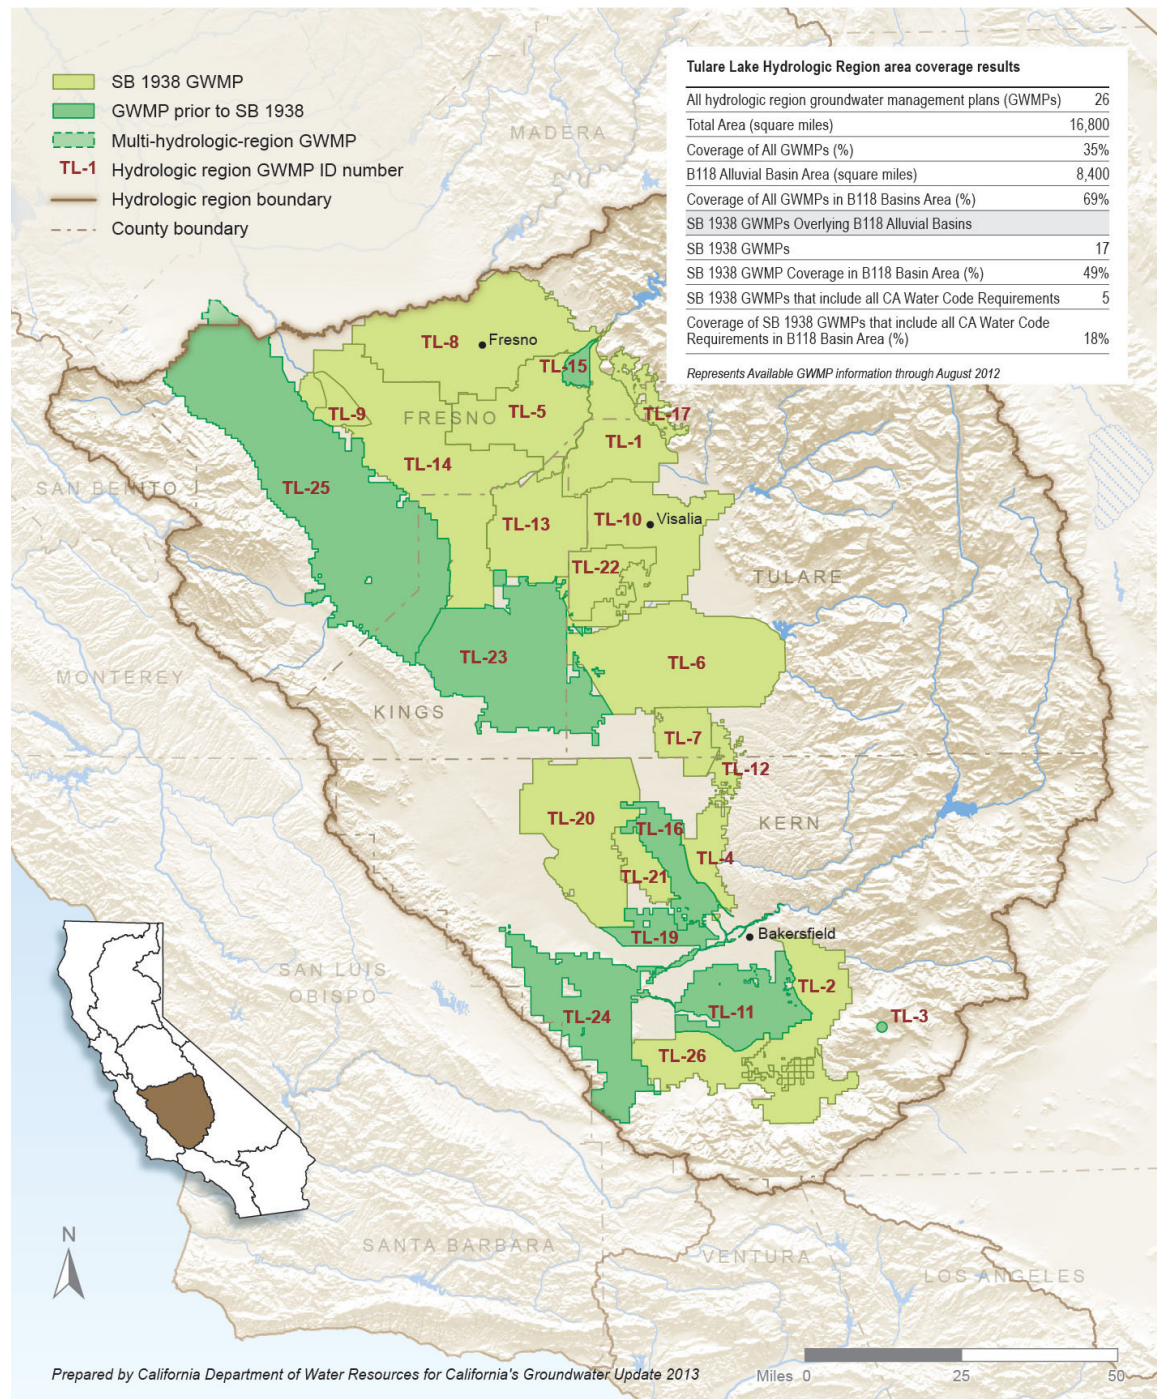 SB 1938 GWMP
GWMP prior to SB 1938
Multi-hydrologic-region GWMP
TL-1 Hydrologic region GWMP ID number
Hydrologic region boundary
County boundary
Tulare Lake Hydrologic Region area coverage results
All hydrologic region groundwater management plans (GWMPs) 26
Total Area (square miles) 16,800
Coverage of All GWMPs (%) 35%
B118 Alluvial Basin Area (square miles) 8,400
Coverage of All GWMPs in B118 Basins Area (%) 69%
SB 1938 GWMPs Overlying B118 Alluvial Basins
SB 1938 GWMPs 17
SB 1938 GWMP Coverage in B118 Basin Area (%) 49%
SB 1938 GWMPs that include all CA Water Code Requirements 5
Coverage of SB 1938 GWMPs that include all CA Water Code
Requirements in B118 Basin Area (%) 18%
Represents Available GWMP information through August 2012
MADERA
TL-8
Fresno
TL-15
TL-9
FRESNO
TL-5
TL-17
TL-1
TL-14
SAN BENITO
TL-25
TL-13
TL-10
Visalia
TL-22
TULARE
TL-23
TL-6
MONTEREY
KINGS
TL-7
TL-12
TL-20
TL-16
KERN
TL-4
TL-21
TL-19
Bakersfield
SAN LUIS
OBISPO
TL-2
TL-24
TL-11
TL-3
TL-26
N
SANTA BARBARA
VENTURA
LOS ANGELES
Prepared by California Department of Water Resources for California's Groundwater Update 2013
Miles 0 25 50